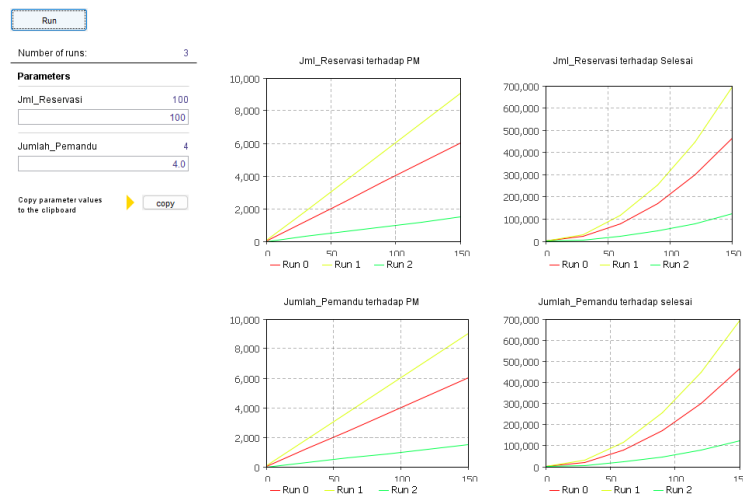 Run
Number of runs: 3
Parameters
Jml_Reservasi 100
100
Jumlah_Pemandu 4
4.0
Copy parameter values
to the clipboard
copy
Jml_Reservasi terhadap PM
10,000
8,000
6,000
4,000
2,000
0
0 50 100 150
Run 0 Run 1 Run 2
Jml_Reservasi terhadap Selesai
700,000
600,000
500,000
400,000
300,000
200,000
100,000
0
0 50 100 150
Run 0 Run 1 Run 2
Jumlah_Pemandu terhadap PM
10,000
8,000
6,000
4,000
2,000
0
0 50 100 150
Run 0 Run 1 Run 2
Jumlah_Pemandu terhadap selesai
700,000
600,000
500,000
400,000
300,000
200,000
100,000
0
0 50 100 150
Run 0 Run 1 Run 2